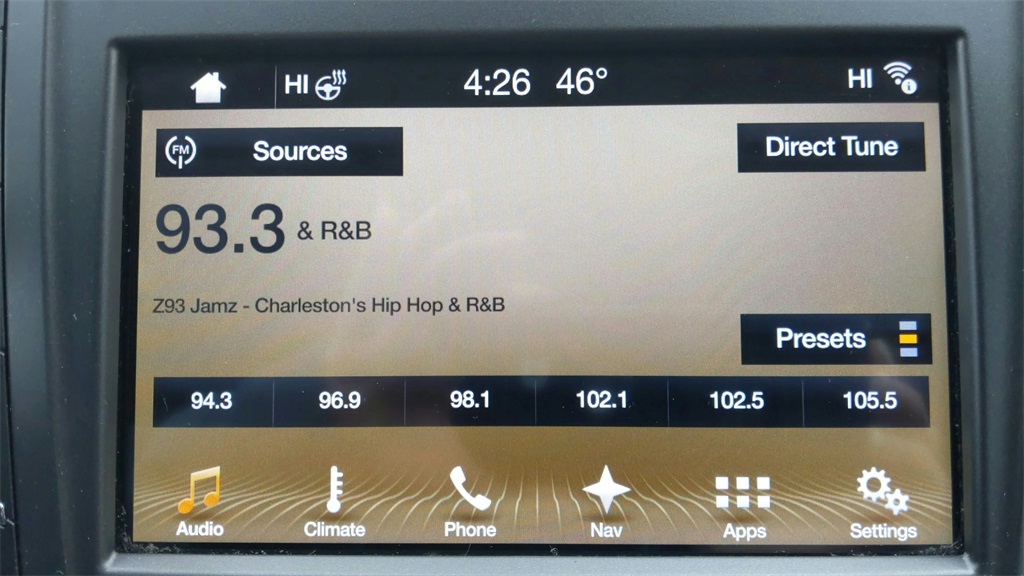 HI 4:26 46° HI
FM Sources
Direct Tune
93.3 & R&B
Z93 Jamz - Charleston's Hip Hop & R&B
Presets
94.3 96.9 98.1 102.1 102.5 105.5
Audio Climate Phone Nav Apps Settings